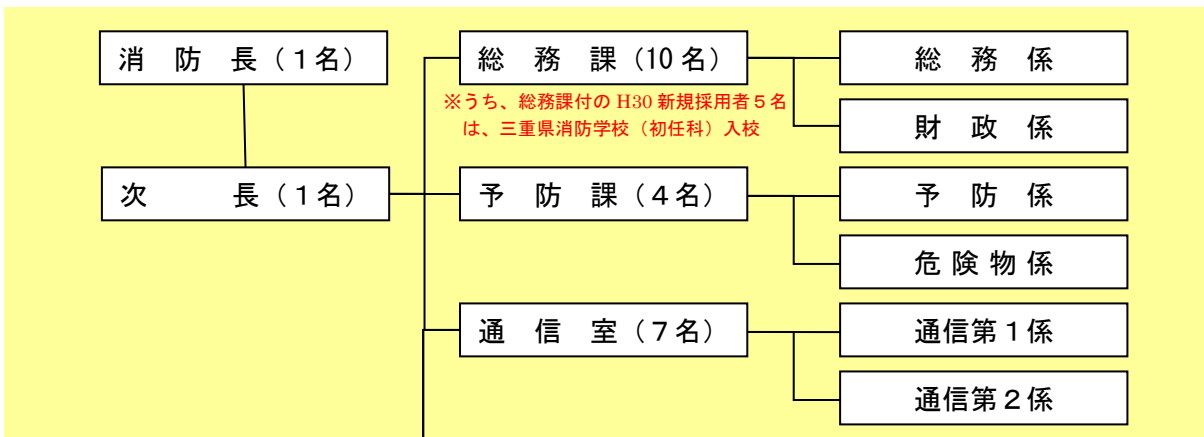 消防長（１名）
総務課（10名）
総務係
※うち、総務課付の H30 新規採用者５名
は、三重県消防学校（初任科）入校
財政係
次長（１名）
予防課（４名）
予防係
危険物係
通信室（７名）
通信第１係
通信第２係